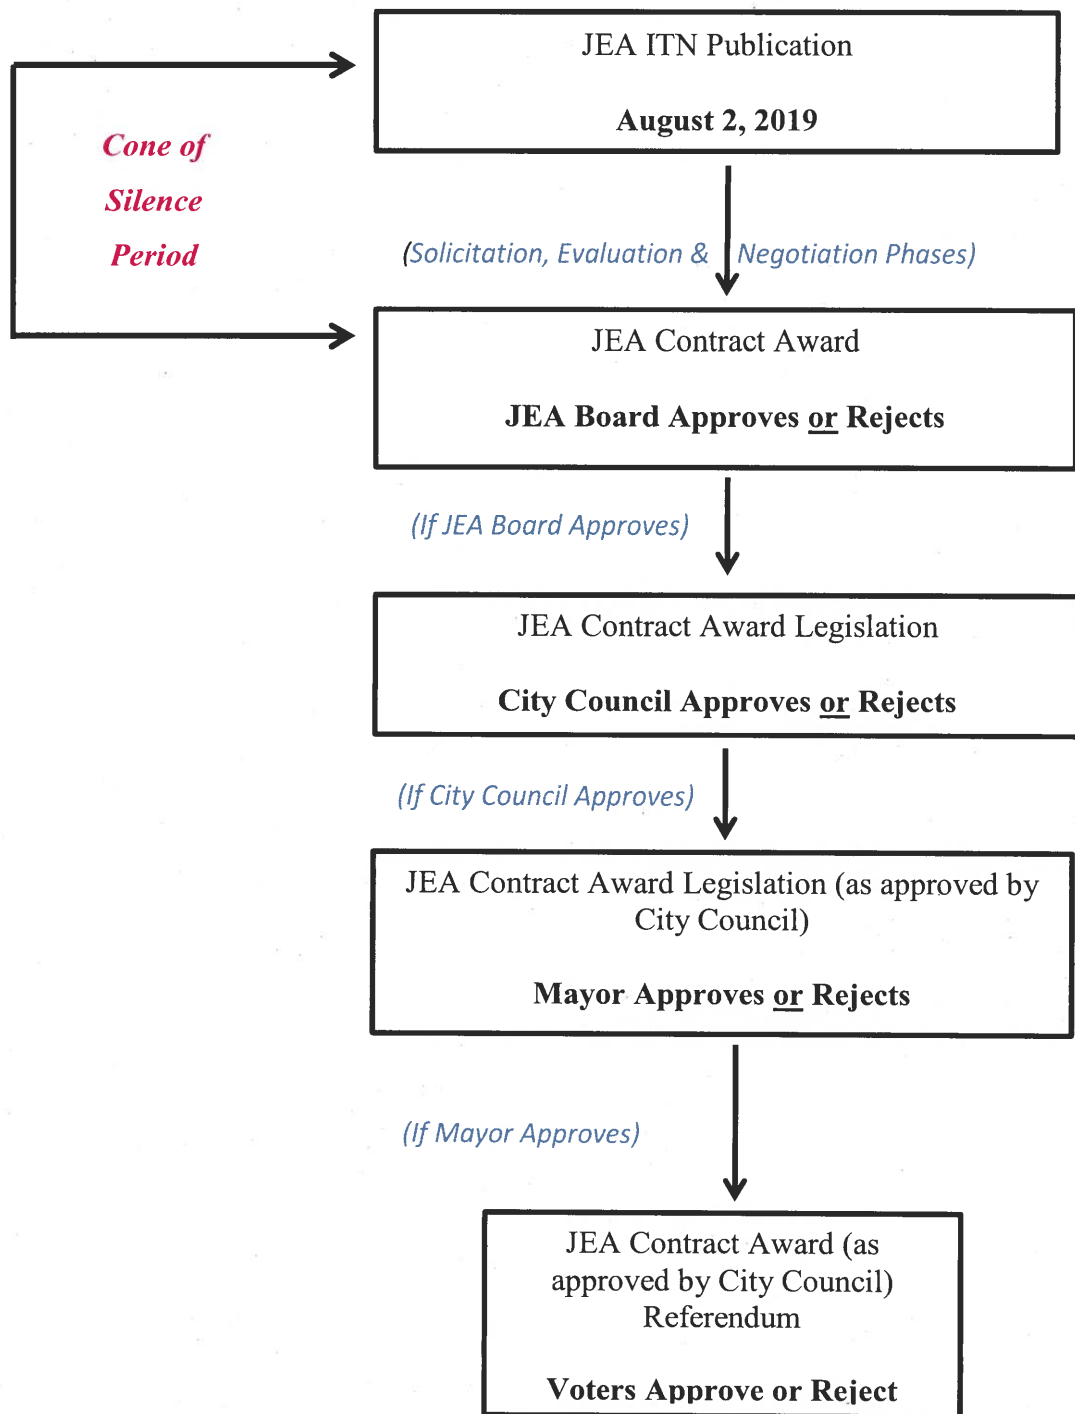 JEA ITN Publication
August 2, 2019
Cone of
Silence
Period
(Solicitation, Evaluation & Negotiation Phases)
JEA Contract Award
JEA Board Approves or Rejects
(If JEA Board Approves)
JEA Contract Award Legislation
City Council Approves or Rejects
(If City Council Approves)
JEA Contract Award Legislation (as approved by
City Council)
Mayor Approves or Rejects
(If Mayor Approves)
JEA Contract Award (as
approved by City Council)
Referendum
Voters Approve or Reject